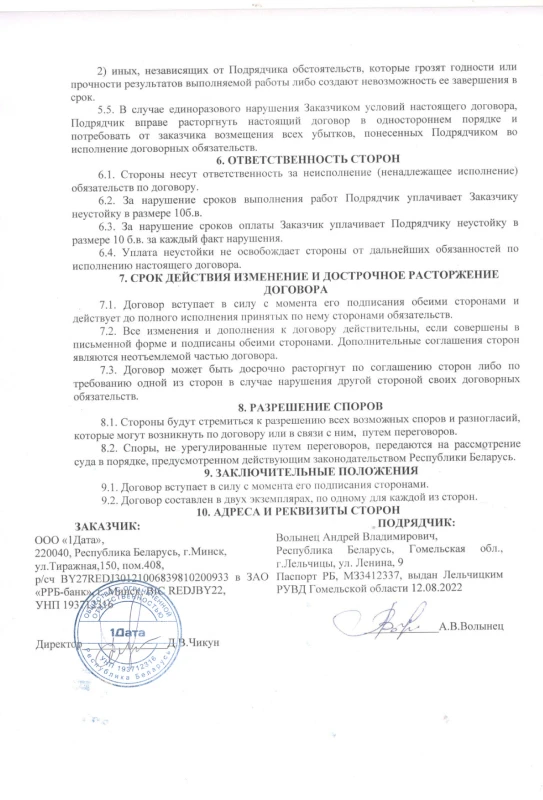 2) иных, независящих от Подрядчика обстоятельств, которые грозят годности или
прочности результатов выполняемой работы либо создают невозможность ее завершения в
срок.
5.5. В случае единоразового нарушения Заказчиком условий настоящего договора,
Подрядчик вправе расторгнуть настоящий договор в одностороннем порядке и
потребовать от заказчика возмещения всех убытков, понесенных Подрядчиком во
исполнение договорных обязательств.
6. ОТВЕТСТВЕННОСТЬ СТОРОН
6.1. Стороны несут ответственность за неисполнение (ненадлежащее исполнение)
обязательств по договору.
6.2. За нарушение сроков выполнения работ Подрядчик уплачивает Заказчику
неустойку в размере 10б.в.
6.3. За нарушение сроков оплаты Заказчик уплачивает Подрядчику неустойку в
размере 10 б.в. за каждый факт нарушения.
6.4. Уплата неустойки не освобождает стороны от дальнейших обязанностей по
исполнению настоящего договора.
7. СРОК ДЕЙСТВИЯ ИЗМЕНЕНИЕ И ДОСТРОЧНОЕ РАСТОРЖЕНИЕ
ДОГОВОРА
7.1. Договор вступает в силу с момента его подписания обеими сторонами и
действует до полного исполнения принятых по нему сторонами обязательств.
7.2. Все изменения и дополнения к договору действительны, если совершены в
письменной форме и подписаны обеими сторонами. Дополнительные соглашения сторон
являются неотъемлемой частью договора.
7.3. Договор может быть досрочно расторгнут по соглашению сторон либо по
требованию одной из сторон в случае нарушения другой стороной своих договорных
обязательств.
8. РАЗРЕШЕНИЕ СПОРОВ
8.1. Стороны будут стремиться к разрешению всех возможных споров и разногласий,
которые могут возникнуть по договору или в связи с ним, путем переговоров.
8.2. Споры, не урегулированные путем переговоров, передаются на рассмотрение
суда в порядке, предусмотренном действующим законодательством Республики Беларусь.
9. ЗАКЛЮЧИТЕЛЬНЫЕ ПОЛОЖЕНИЯ
9.1. Договор вступает в силу с момента его подписания сторонами.
9.2. Договор составлен в двух экземплярах, по одному для каждой из сторон.
10. АДРЕСА И РЕКВИЗИТЫ СТОРОН
ЗАКАЗЧИК:
ООО «1Дата»,
220040, Республика Беларусь, г.Минск,
ул.Тиражная,150, пом.408,
р/сч BY27REDJ30121006839810200933 в ЗАО
«РРБ-банк», г. Минск, BIC REDJBY22,
УНП 193712316
Директор Д.В.Чикун
ОТВЕТСТВЕННОСТЬЮ
1Дата
УНП 193712316
Республика Беларусь
ПОДРЯДЧИК:
Волынец Андрей Владимирович,
Республика Беларусь, Гомельская обл.,
г.Лельчицы, ул. Ленина, 9
Паспорт РБ, МЗ3412337, выдан Лельчицким
РУВД Гомельской области 12.08.2022
А.В.Волынец